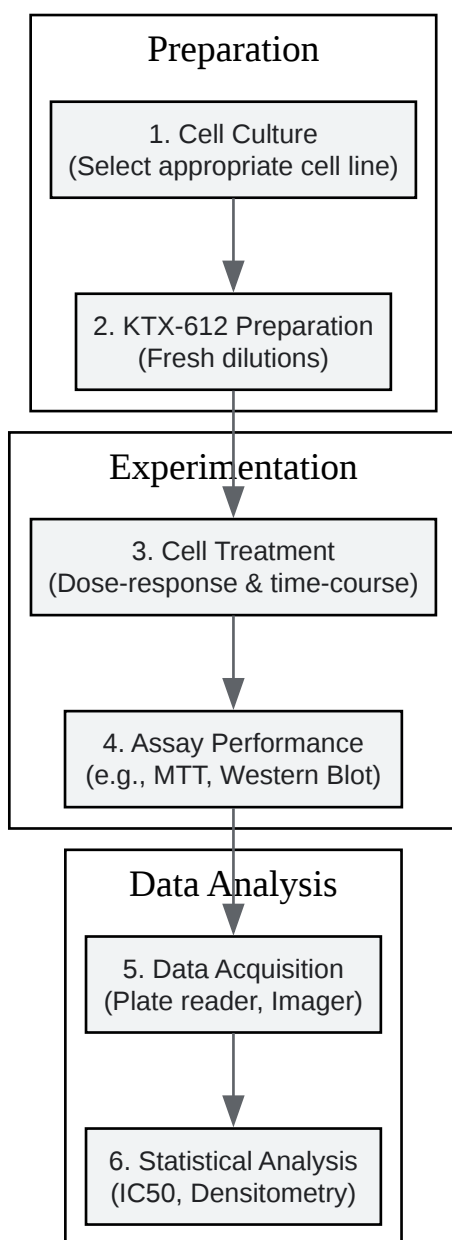 Preparation
1. Cell Culture
(Select appropriate cell line)
2. KTX-612 Preparation
(Fresh dilutions)
Experimentation
3. Cell Treatment
(Dose-response & time-course)
4. Assay Performance
(e.g., MTT, Western Blot)
Data Analysis
5. Data Acquisition
(Plate reader, Imager)
6. Statistical Analysis
(IC50, Densitometry)